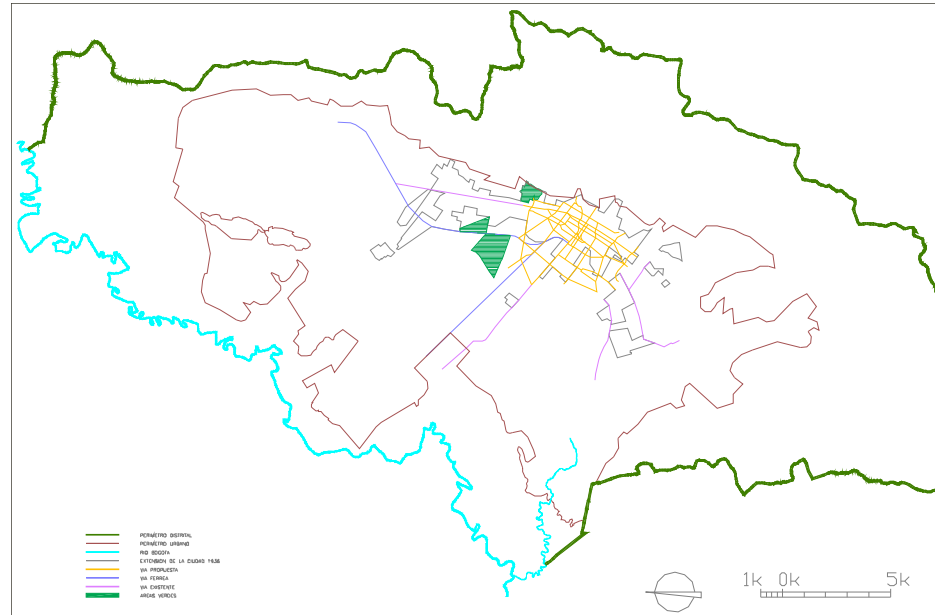 PERIMETRO DISTRITAL
PERIMETRO URBANO
RIO BOGOTA
EXTENSION DE LA CIUDAD 1936
VIA PROPUESTA
VIA FERREA
VIA EXISTENTE
AREAS VERDES
1k 0k 5k